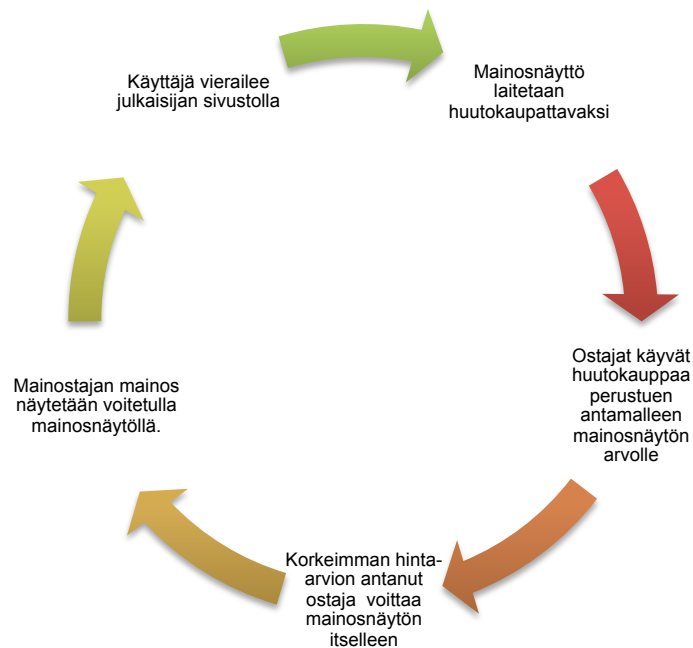 Käyttäjä vierailee
julkaisijan sivustolla
Mainosnäyttö
laitetaan
huutokaupattavaksi
Ostajat käyvät
huutokauppaa
perustuen
antamalleen
mainosnäytön
arvolle
Korkeimman hinta-
arvion antanut
ostaja voittaa
mainosnäytön
itselleen
Mainostajan mainos
näytetään voitetulla
mainosnäytöllä.